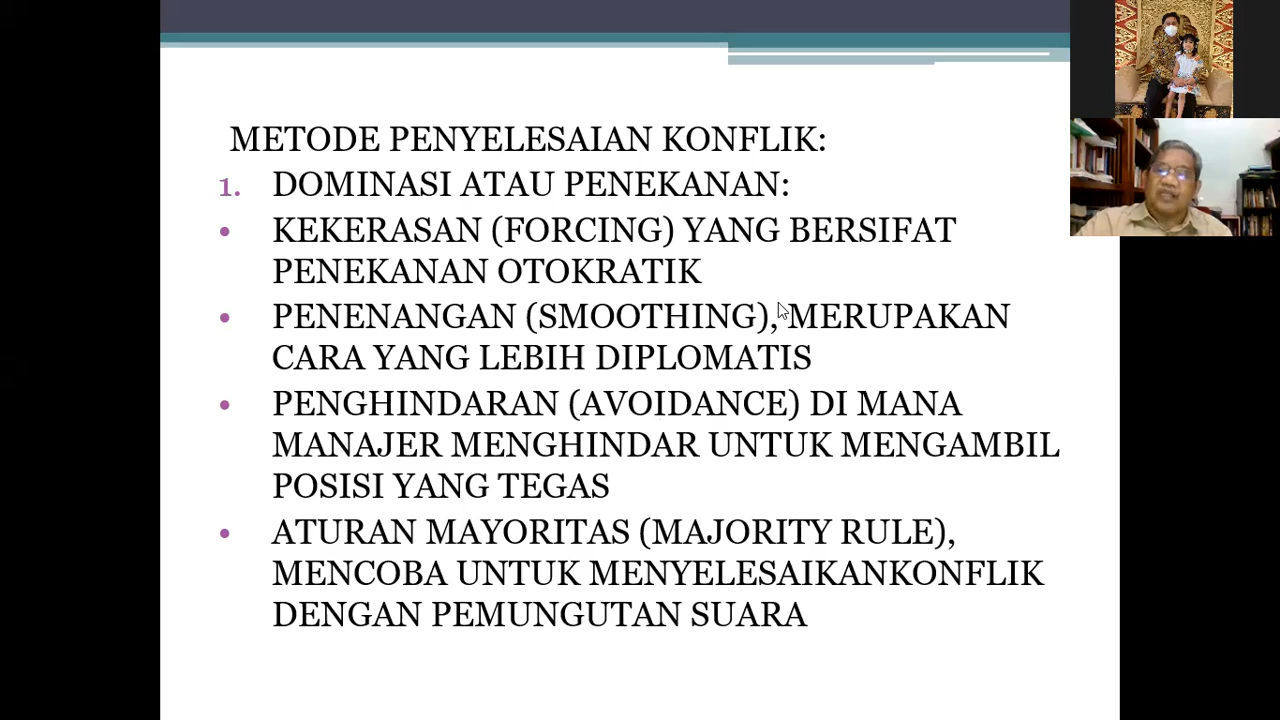 METODE PENYELESAIAN KONFLIK:
1. DOMINASI ATAU PENEKANAN:
• KEKERASAN (FORCING) YANG BERSIFAT
PENEKANAN OTOKRATIK
• PENENANGAN (SMOOTHING), MERUPAKAN
CARA YANG LEBIH DIPLOMATIS
• PENGHINDARAN (AVOIDANCE) DI MANA
MANAJER MENGHINDAR UNTUK MENGAMBIL
POSISI YANG TEGAS
• ATURAN MAYORITAS (MAJORITY RULE),
MENCOBA UNTUK MENYELESAIKANKONFLIK
DENGAN PEMUNGUTAN SUARA